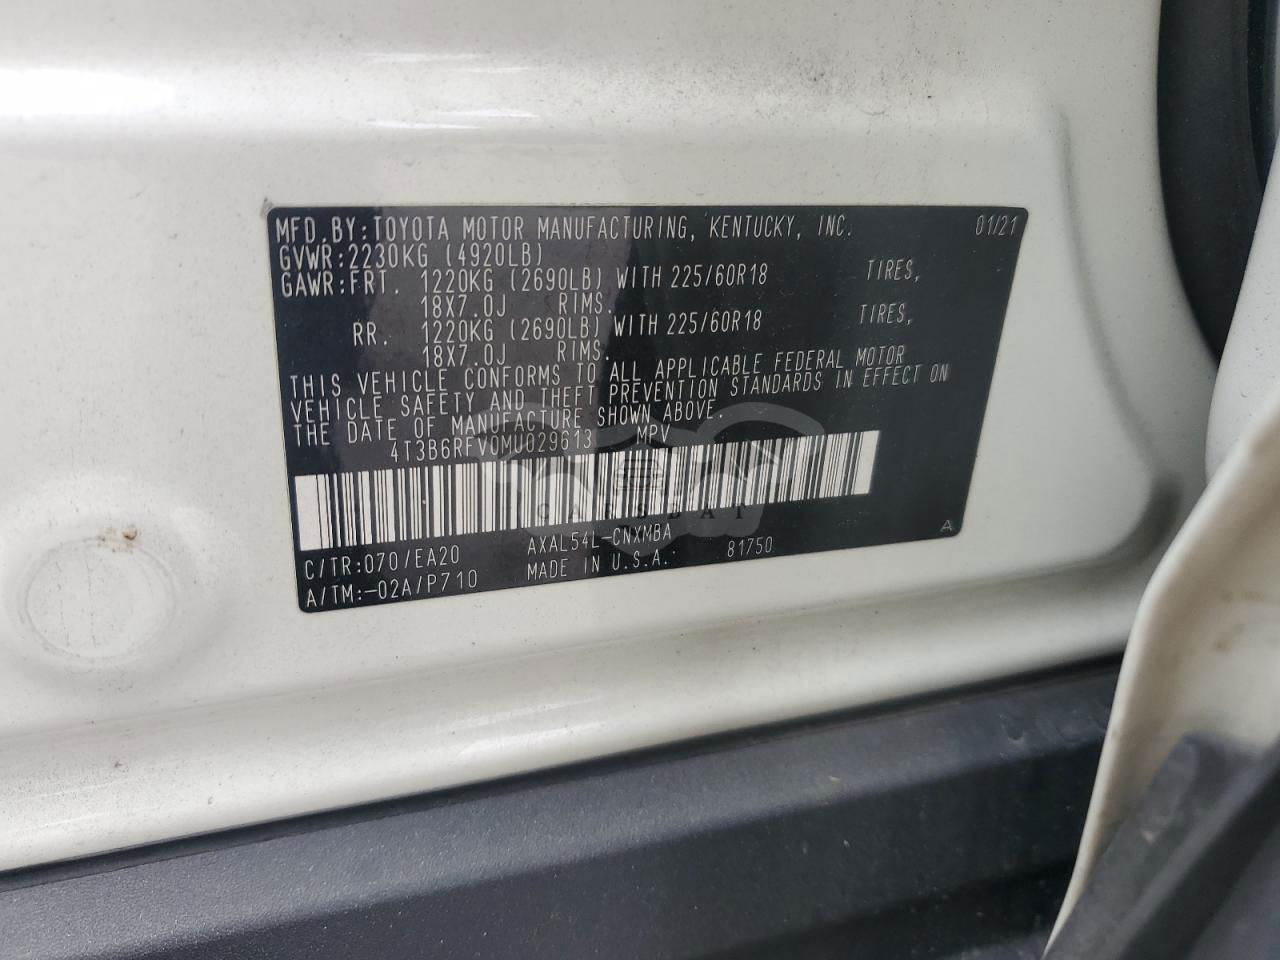 MFD. BY: TOYOTA MOTOR MANUFACTURING, KENTUCKY, INC. 01/21
GVWR: 2230KG (4920LB)
GAWR: FRT. 1220KG (2690LB) WITH 225/60R18 TIRES,
18X7.0J RIMS.
RR. 1220KG (2690LB) WITH 225/60R18 TIRES,
18X7.0J RIMS.
THIS VEHICLE CONFORMS TO ALL APPLICABLE FEDERAL MOTOR
VEHICLE SAFETY AND THEFT PREVENTION STANDARDS IN EFFECT ON
THE DATE OF MANUFACTURE SHOWN ABOVE.
4T3B6RFV0MU029613 MPV
CARSDAT
A
C/TR: 070/EA20 AXAL54L-CNXMBA
A/TM: -02A/P710 MADE IN U.S.A. 81750